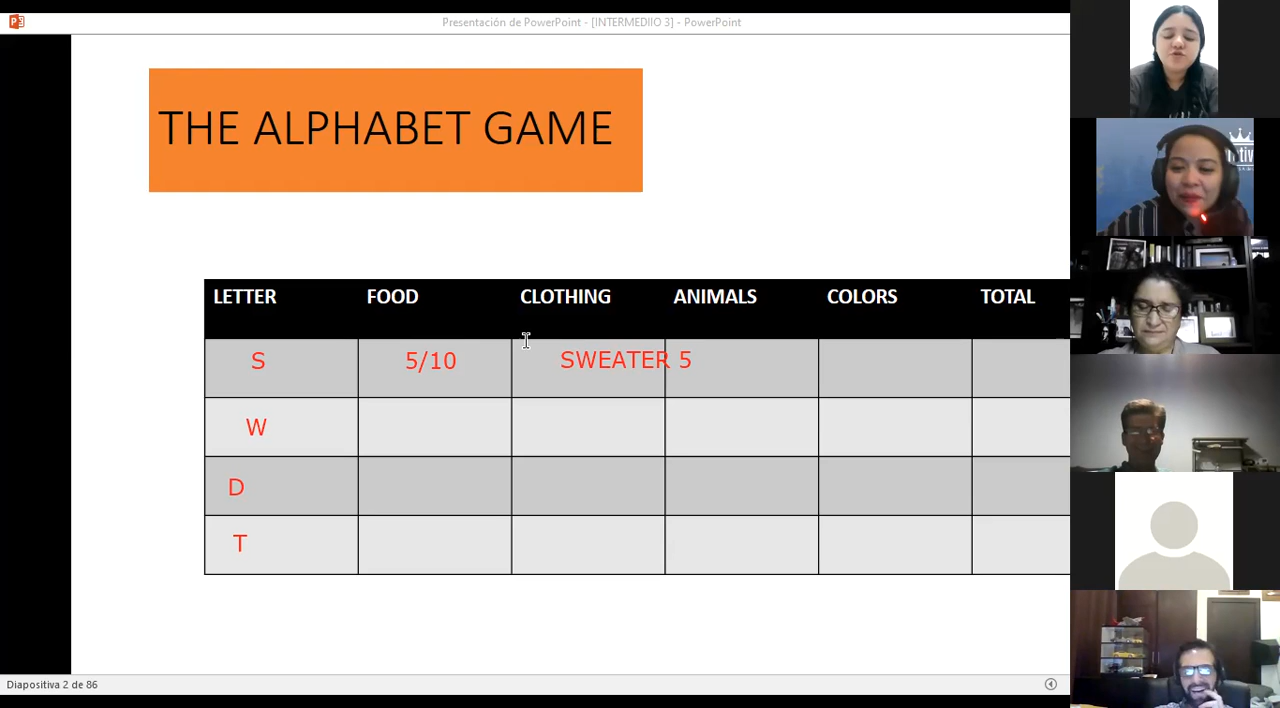 Presentación de PowerPoint - [INTERMEDIIO 3] - PowerPoint
THE ALPHABET GAME
LETTER FOOD CLOTHING ANIMALS COLORS TOTAL
S 5/10 SWEATER 5
W
D
T
Diapositiva 2 de 86